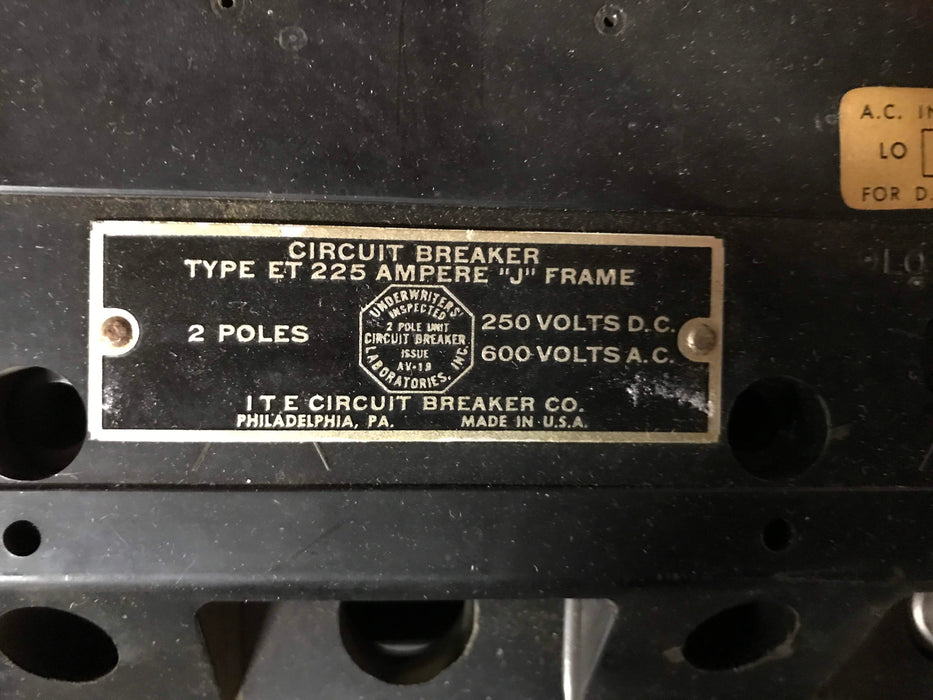 A.C.
LO
FOR D.
CIRCUIT BREAKER
TYPE ET 225 AMPERE "J" FRAME
2 POLES
UNDERWRITERS'
INSPECTED
2 POLE UNIT
CIRCUIT BREAKER
ISSUE
AV-19
LABORATORIES, INC.
250 VOLTS D.C.
600 VOLTS A.C.
I T E CIRCUIT BREAKER CO.
PHILADELPHIA, PA. MADE IN U.S.A.